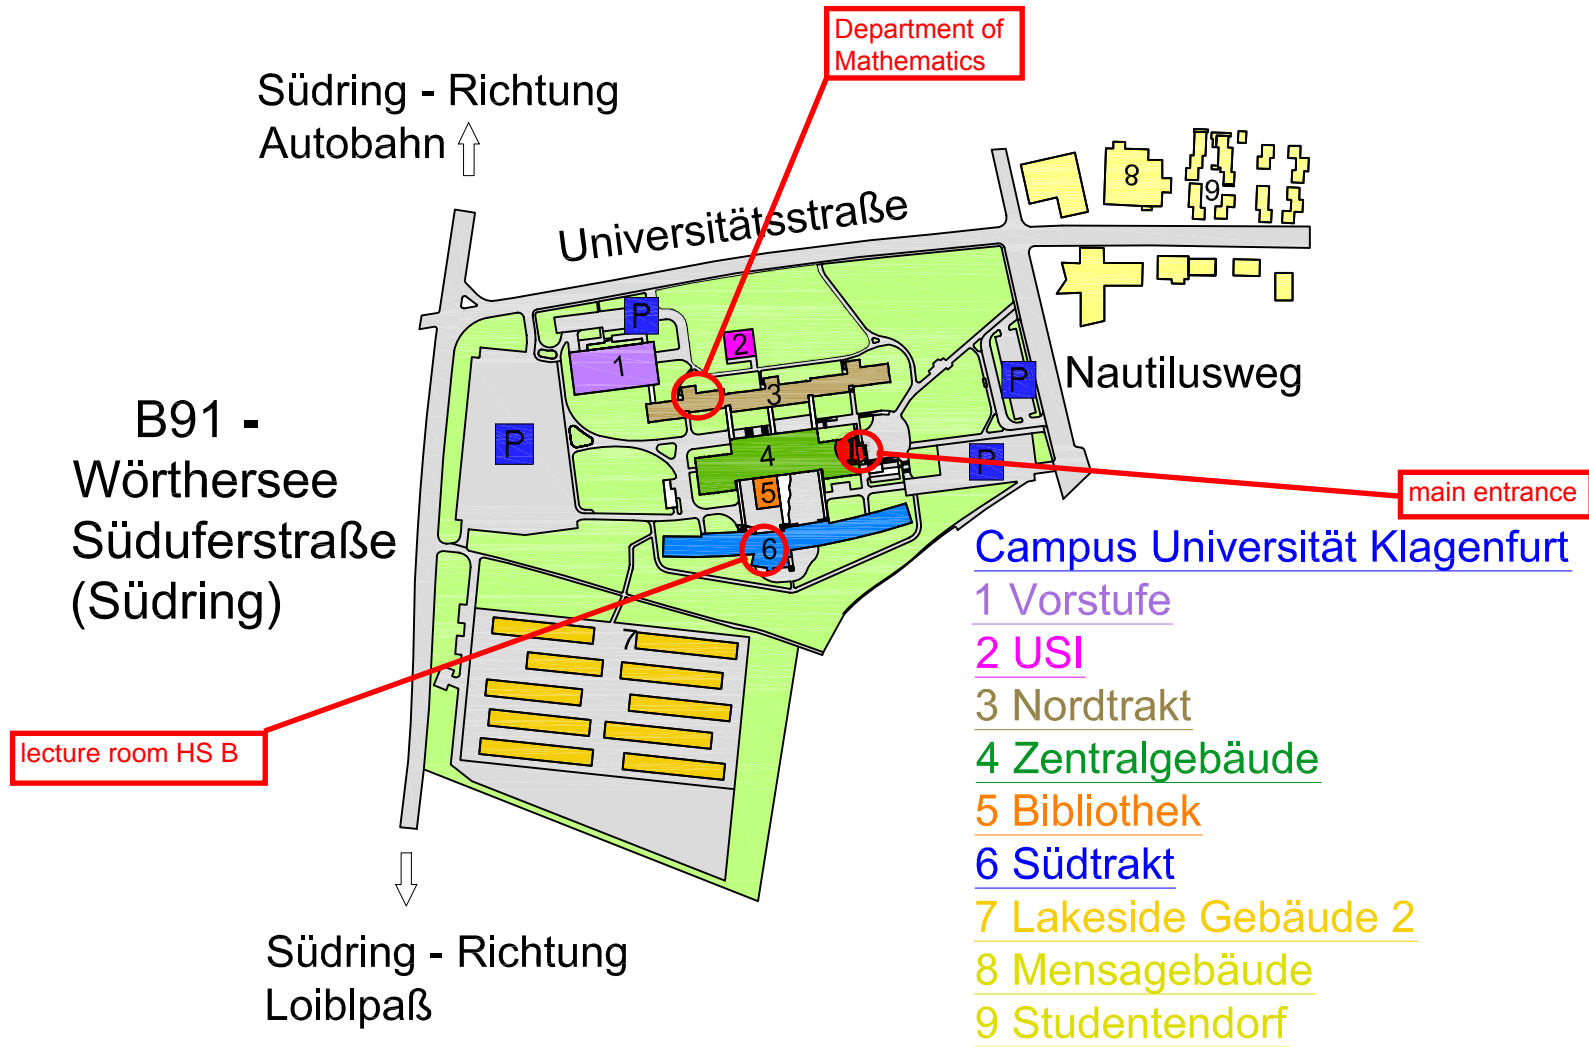 Department of
Mathematics
Südring - Richtung
Autobahn
Universitätsstraße
8
9
P
2
1
3
P
Nautilusweg
B91 -
Wörthersee
Süduferstraße
(Südring)
P
4
1
P
5
main entrance
6
Campus Universität Klagenfurt
1 Vorstufe
2 USI
3 Nordtrakt
4 Zentralgebäude
5 Bibliothek
6 Südtrakt
7 Lakeside Gebäude 2
8 Mensagebäude
9 Studentendorf
7
lecture room HS B
Südring - Richtung
Loiblpaß